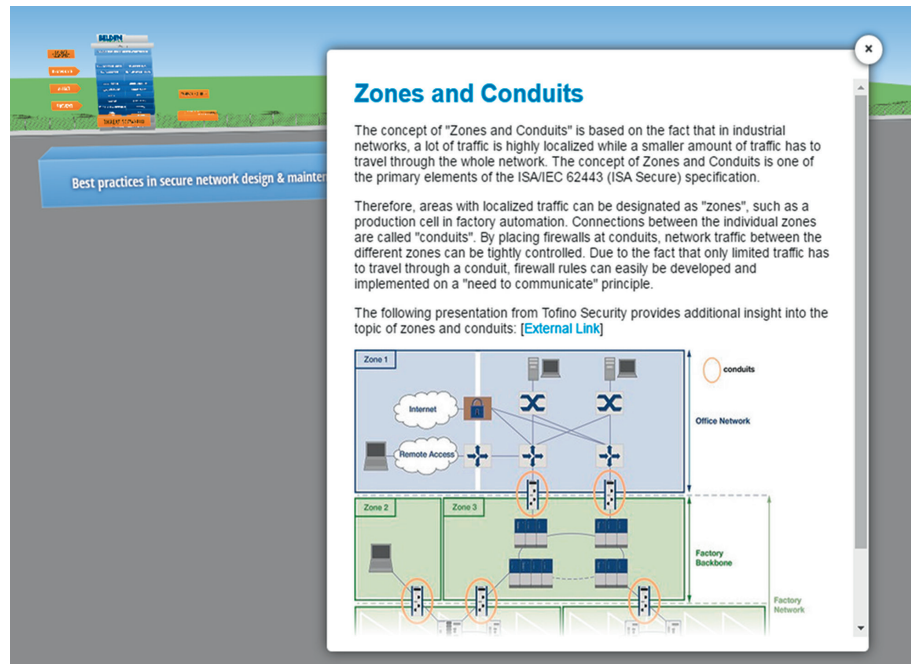 BELDEN
×
Zones and Conduits
The concept of "Zones and Conduits" is based on the fact that in industrial
networks, a lot of traffic is highly localized while a smaller amount of traffic has to
travel through the whole network. The concept of Zones and Conduits is one of
the primary elements of the ISA/IEC 62443 (ISA Secure) specification.
Therefore, areas with localized traffic can be designated as "zones", such as a
production cell in factory automation. Connections between the individual zones
are called "conduits". By placing firewalls at conduits, network traffic between the
different zones can be tightly controlled. Due to the fact that only limited traffic has
to travel through a conduit, firewall rules can easily be developed and
implemented on a "need to communicate" principle.
The following presentation from Tofino Security provides additional insight into the
topic of zones and conduits: [External Link]
Best practices in secure network design & mainten
Zone 1
conduits
Internet
Office Network
Remote Access
Zone 2
Zone 3
Factory
Backbone
Factory
Network